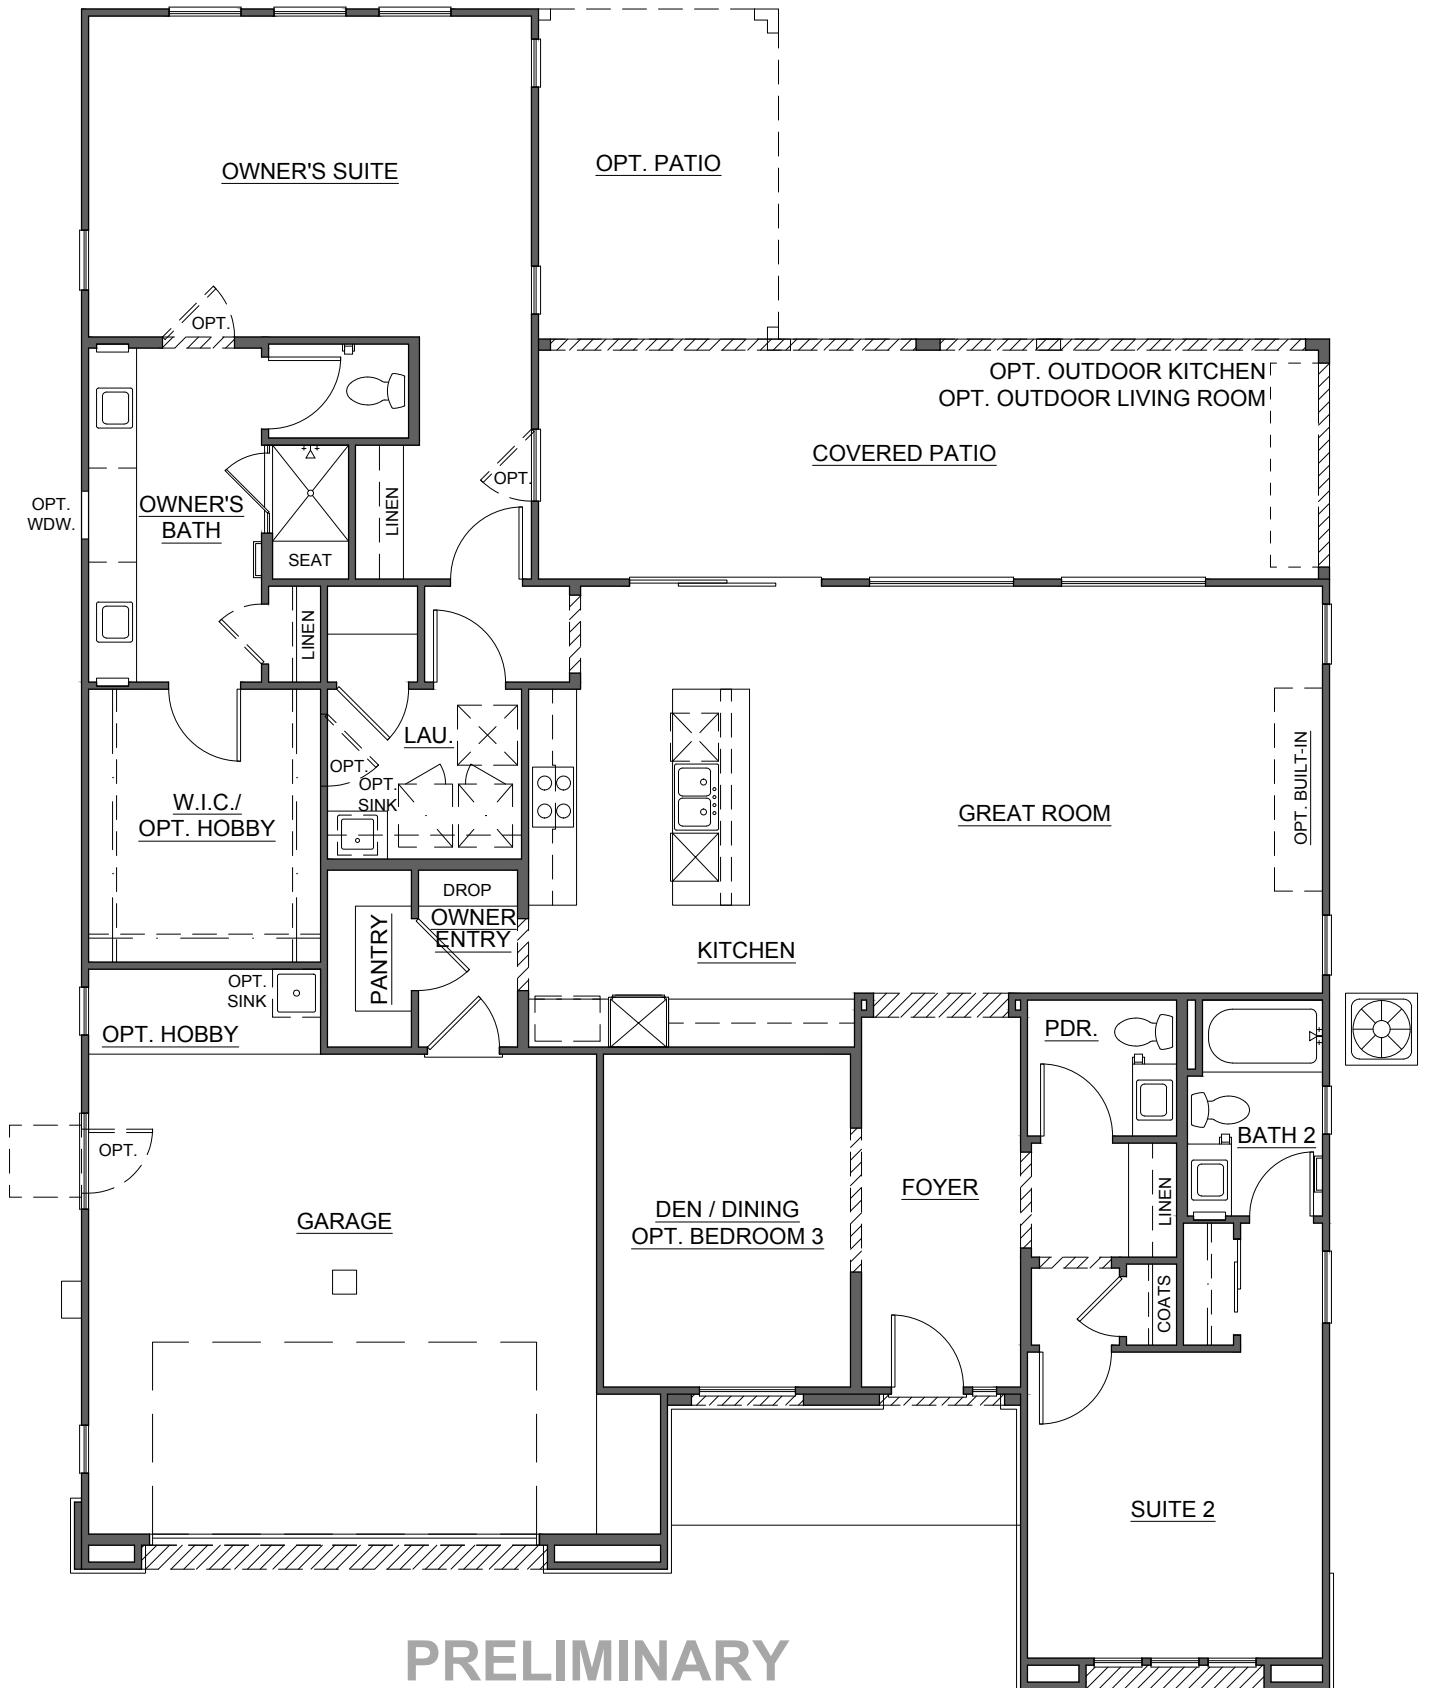 OWNER'S SUITE
OPT. PATIO
OPT.
OPT. OUTDOOR KITCHEN
OPT. OUTDOOR LIVING ROOM
COVERED PATIO
OPT.
OPT.
WDW.
OWNER'S
BATH
LINEN
SEAT
LINEN
LAU.
OPT.
OPT.
SINK
W.I.C./
OPT. HOBBY
GREAT ROOM
OPT. BUILT-IN
DROP
OWNER
ENTRY
PANTRY
KITCHEN
OPT.
SINK
OPT. HOBBY
PDR.
BATH 2
OPT.
GARAGE
DEN / DINING
OPT. BEDROOM 3
FOYER
LINEN
COATS
SUITE 2
PRELIMINARY